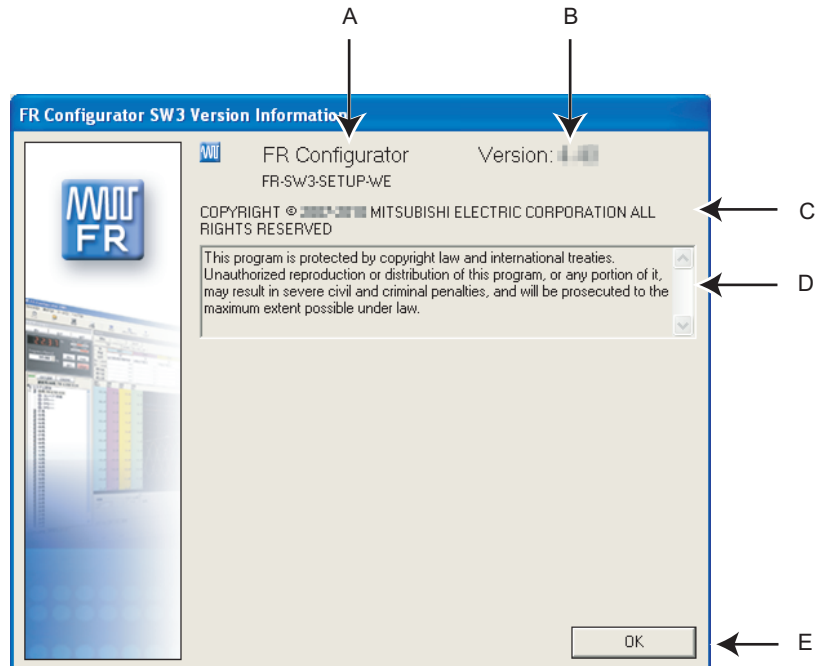 A
B
FR Configurator SW3 Version Information
FR Configurator
Version:
FR-SW3-SETUP-WE
COPYRIGHT © MITSUBISHI ELECTRIC CORPORATION ALL
RIGHTS RESERVED
C
FR
This program is protected by copyright law and international treaties.
Unauthorized reproduction or distribution of this program, or any portion of it,
may result in severe civil and criminal penalties, and will be prosecuted to the
maximum extent possible under law.
D
OK
E